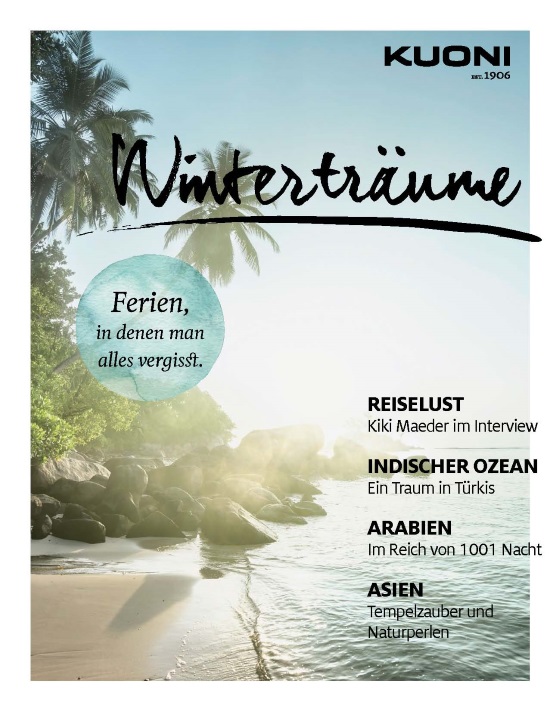 KUONI
EST. 1906
Winterträume
Ferien,
in denen man
alles vergisst.
REISELUST
Kiki Maeder im Interview
INDISCHER OZEAN
Ein Traum in Türkis
ARABIEN
Im Reich von 1001 Nacht
ASIEN
Tempelzauber und
Naturperlen